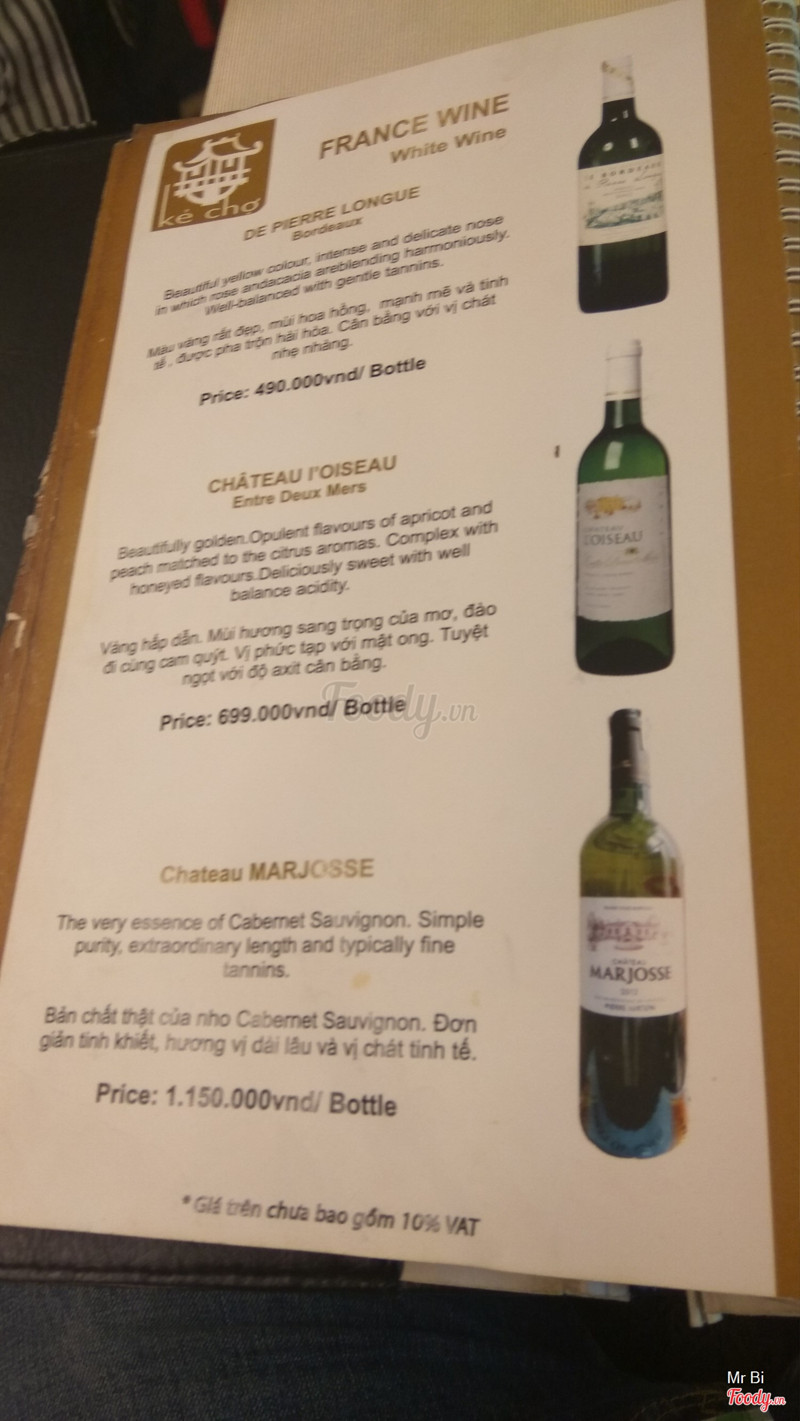 kẻ chợ
FRANCE WINE
White Wine
DE PIERRE LONGUE
Bordeaux
Beautiful yellow colour, intense and delicate nose
in which rose andacacia areblending harmoniously.
Well-balanced with gentle tannins.
Màu vàng rất đẹp, mùi hoa hồng, mạnh mẽ và tinh
tế , được pha trộn hài hòa. Cân bằng với vị chát
nhẹ nhàng.
Price: 490.000vnd/ Bottle
CHÂTEAU l'OISEAU
Entre Deux Mers
Beautifully golden.Opulent flavours of apricot and
peach matched to the citrus aromas. Complex with
honeyed flavours.Deliciously sweet with well
balance acidity.
Vàng hấp dẫn. Mùi hương sang trọng của mơ, đào
đi cùng cam quýt. Vị phức tạp với mật ong. Tuyệt
ngọt với độ axit cân bằng.
Price: 699.000vnd/ Bottle
Foody.vn
Chateau MARJOSSE
The very essence of Cabernet Sauvignon. Simple
purity, extraordinary length and typically fine
tannins.
Bản chất thật của nho Cabernet Sauvignon. Đơn
giản tinh khiết, hương vị dài lâu và vị chát tinh tế.
Price: 1.150.000vnd/ Bottle
* Giá trên chưa bao gồm 10% VAT
BORDEAUX
CHATEAU
L'OISEAU
CHATEAU
MARJOSSE
Mr Bi
Foody.vn